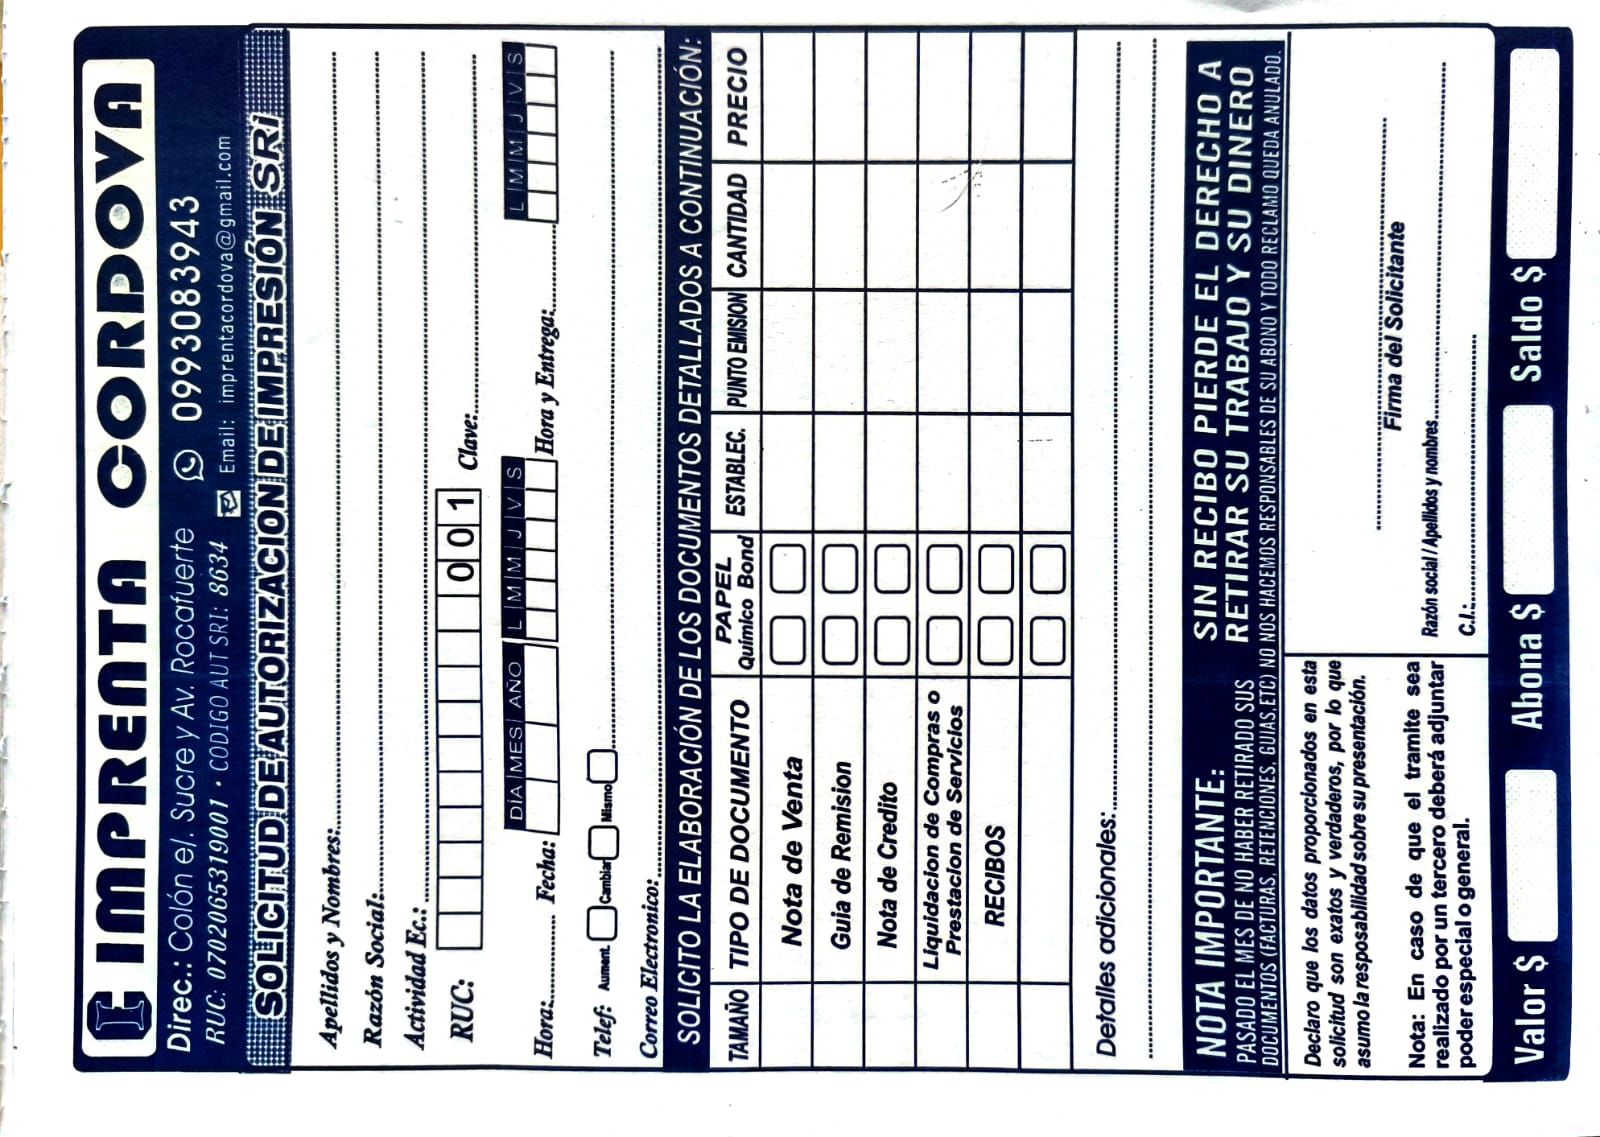 IMPRENTA CORDOVA
Direc.: Colón e/. Sucre y Av. Rocafuerte 0993083943
RUC: 0702065319001 • CODIGO AUT SRI: 8634 Email: imprentacordova@gmail.com
SOLICITUD DE AUTORIZACION DE IMPRESIÓN SRI
Apellidos y Nombres:
Razón Social:
Actividad Ec.:
RUC: 0 0 1 Clave:
DÍA MES AÑO L M M J V S L M M J V S
Hora: Fecha: Hora y Entrega:
Telef: Aument. Cambiar Mismo
Correo Electronico:
SOLICITO LA ELABORACIÓN DE LOS DOCUMENTOS DETALLADOS A CONTINUACIÓN:
TAMAÑO TIPO DE DOCUMENTO PAPEL ESTABLEC. PUNTO EMISION CANTIDAD PRECIO
Químico Bond
Nota de Venta
Guia de Remision
Nota de Credito
Liquidacion de Compras o
Prestacion de Servicios
RECIBOS
Detalles adicionales:
NOTA IMPORTANTE: SIN RECIBO PIERDE EL DERECHO A
PASADO EL MES DE NO HABER RETIRADO SUS RETIRAR SU TRABAJO Y SU DINERO
DOCUMENTOS (FACTURAS, RETENCIONES, GUIAS,ETC) NO NOS HACEMOS RESPONSABLES DE SU ABONO Y TODO RECLAMO QUEDA ANULADO.
Declaro que los datos proporcionados en esta
solicitud son exatos y verdaderos, por lo que
asumo la resposabilidad sobre su presentación.
Nota: En caso de que el tramite sea
realizado por un tercero deberá adjuntar
poder especial o general.
Firma del Solicitante
Razón social / Apellidos y nombres
C.I.:
Valor $ Abona $ Saldo $